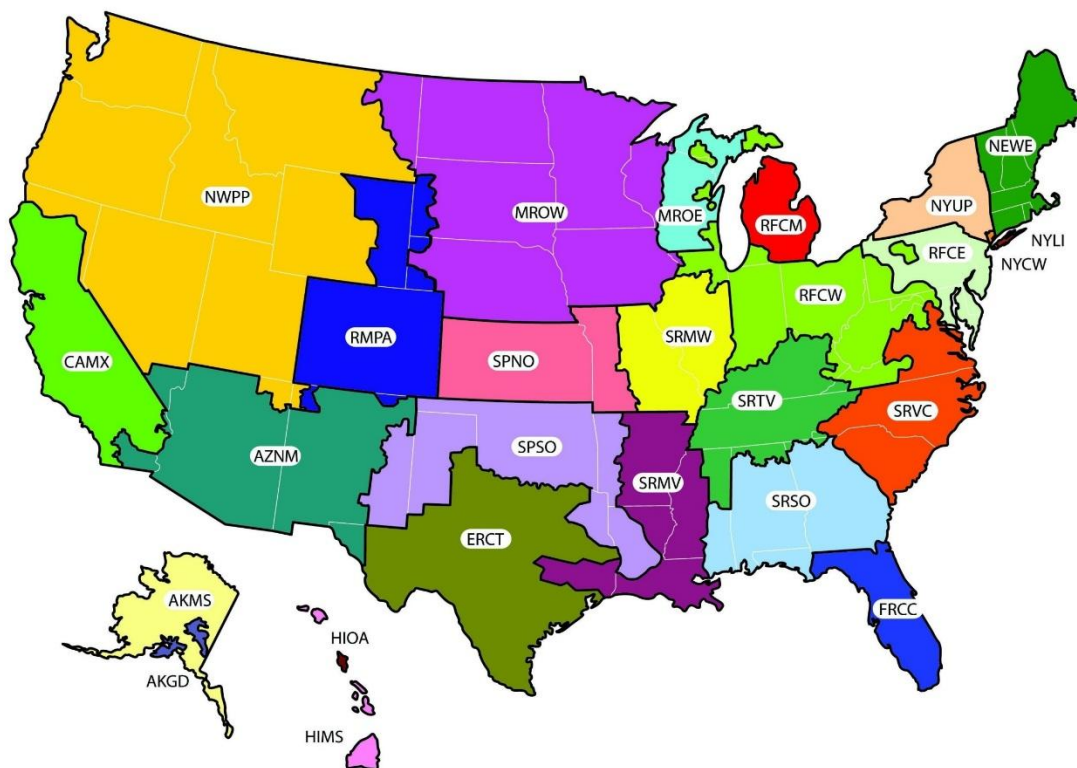 NEWE
NWPP
NYUP
MROW
MROE
RFCM
NYLI
RFCE
NYCW
RFCW
RMPA
SRMW
CAMX
SPNO
SRTV
SRVC
SPSO
AZNM
SRMV
SRSO
ERCT
AKMS
FRCC
HIOA
AKGD
HIMS